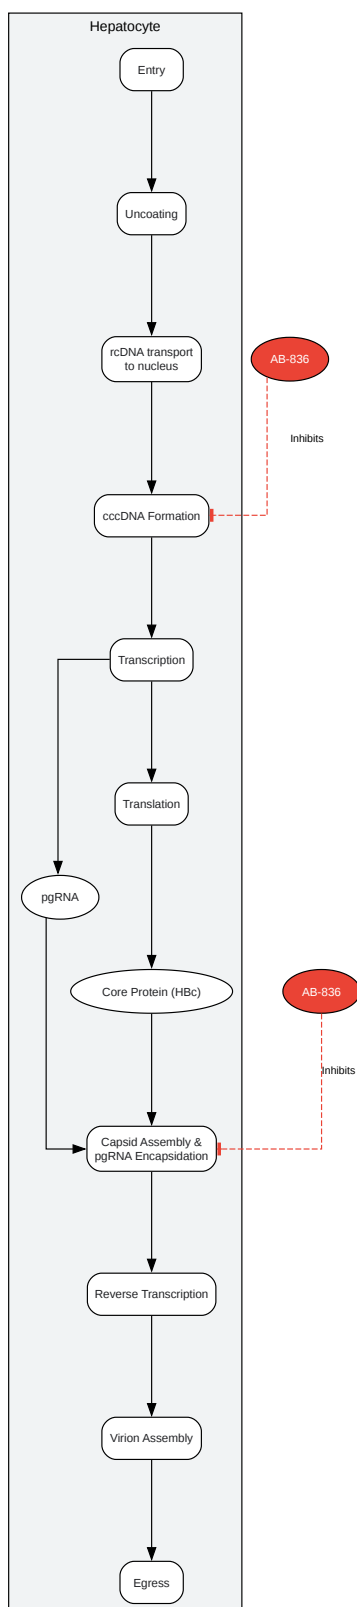 Hepatocyte
Entry
Uncoating
rcDNA transport
to nucleus
AB-836
Inhibits
cccDNA Formation
Transcription
Translation
pgRNA
Core Protein (HBc)
AB-836
Inhibits
Capsid Assembly &
pgRNA Encapsidation
Reverse Transcription
Virion Assembly
Egress